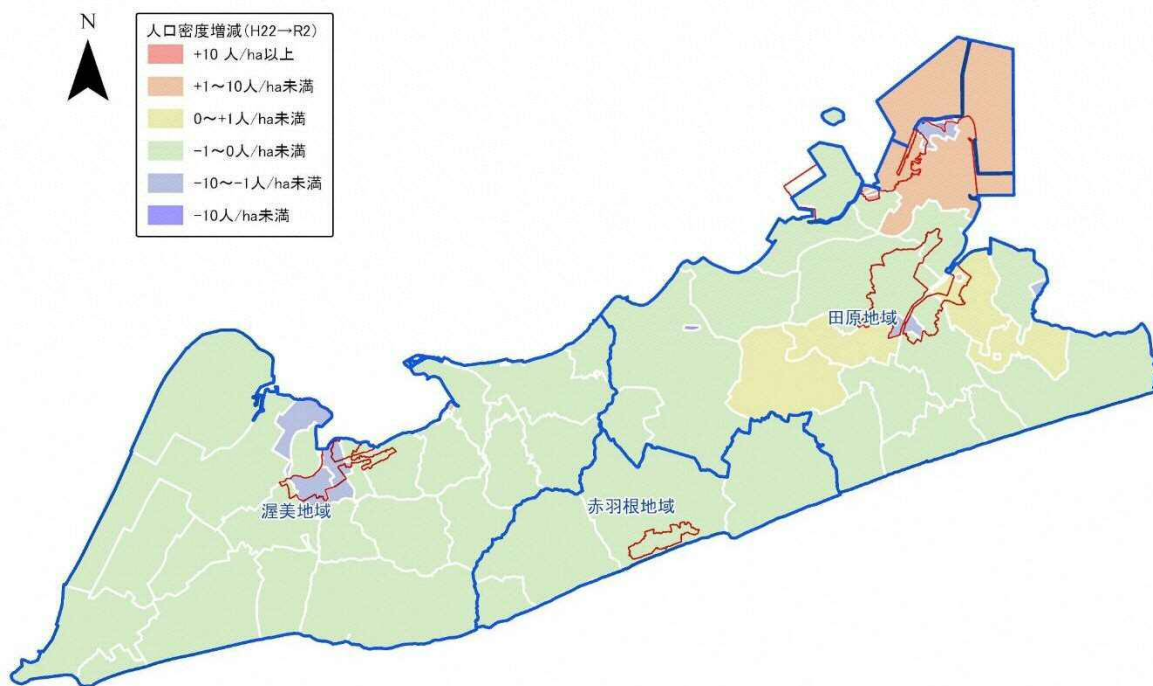 N
人口密度増減(H22→R2)
+10 人/ha以上
+1～10人/ha未満
0～+1人/ha未満
-1～0人/ha未満
-10～-1人/ha未満
-10人/ha未満
田原地域
赤羽根地域
渥美地域